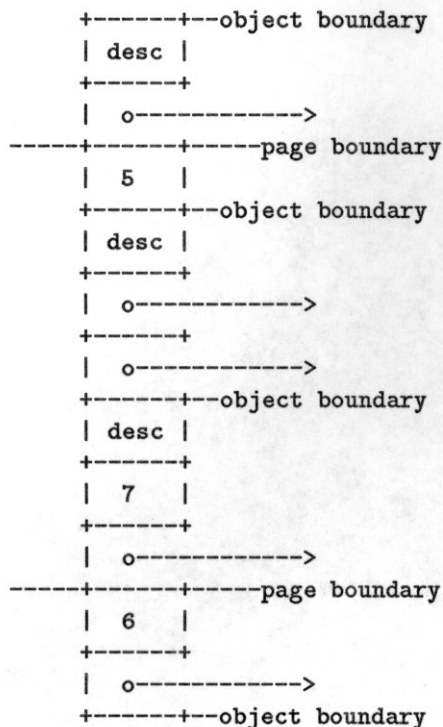 +-------+---object boundary
| desc |
+-------+
| o-------------->
------+-------+------page boundary
| 5 |
+-------+---object boundary
| desc |
+-------+
| o-------------->
+-------+
| o-------------->
+-------+---object boundary
| desc |
+-------+
| 7 |
+-------+
| o-------------->
------+-------+------page boundary
| 6 |
+-------+
| o-------------->
+-------+---object boundary